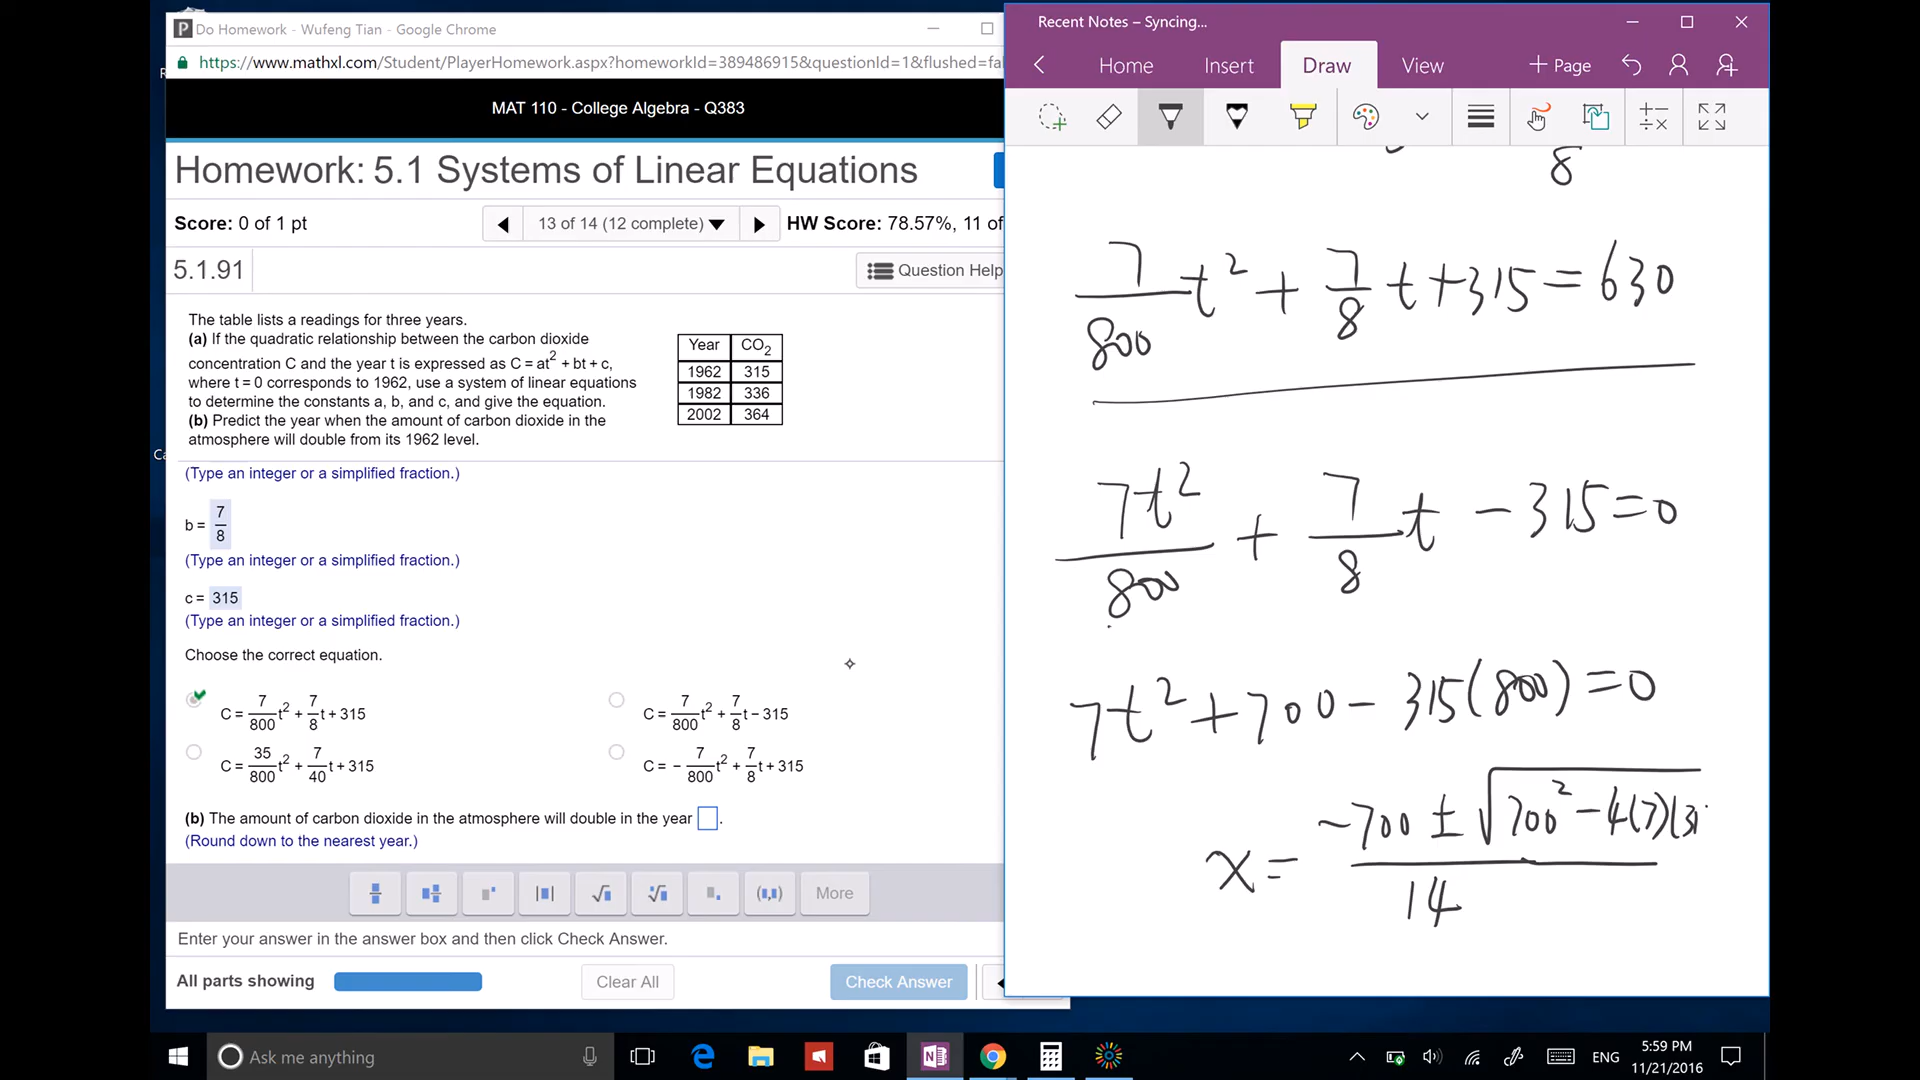 Do Homework - Wufeng Tian - Google Chrome
https://www.mathxl.com/Student/PlayerHomework.aspx?homeworkId=389486915&questionId=1&flushed=fa
MAT 110 - College Algebra - Q383
Homework: 5.1 Systems of Linear Equations
Score: 0 of 1 pt
13 of 14 (12 complete)
HW Score: 78.57%, 11 of
5.1.91
Question Help
The table lists a readings for three years.
(a) If the quadratic relationship between the carbon dioxide
concentration C and the year t is expressed as C = at² + bt + c,
where t = 0 corresponds to 1962, use a system of linear equations
to determine the constants a, b, and c, and give the equation.
(b) Predict the year when the amount of carbon dioxide in the
atmosphere will double from its 1962 level.
Year CO₂
1962 315
1982 336
2002 364
(Type an integer or a simplified fraction.)
b = 7/8
(Type an integer or a simplified fraction.)
c = 315
(Type an integer or a simplified fraction.)
Choose the correct equation.
C = 7/800 t² + 7/8 t + 315
C = 7/800 t² + 7/8 t − 315
C = 35/800 t² + 7/40 t + 315
C = − 7/800 t² + 7/8 t + 315
(b) The amount of carbon dioxide in the atmosphere will double in the year .
(Round down to the nearest year.)
More
Enter your answer in the answer box and then click Check Answer.
All parts showing
Clear All
Check Answer
Recent Notes – Syncing...
Home Insert Draw View
+ Page
8
7/800 t² + 7/8 t + 315 = 630
7t²/800 + 7/8 t − 315 = 0
7t² + 700 − 315(800) = 0
x = −700 ± √700² − 4(7)(31 / 14
Ask me anything
ENG
5:59 PM
11/21/2016